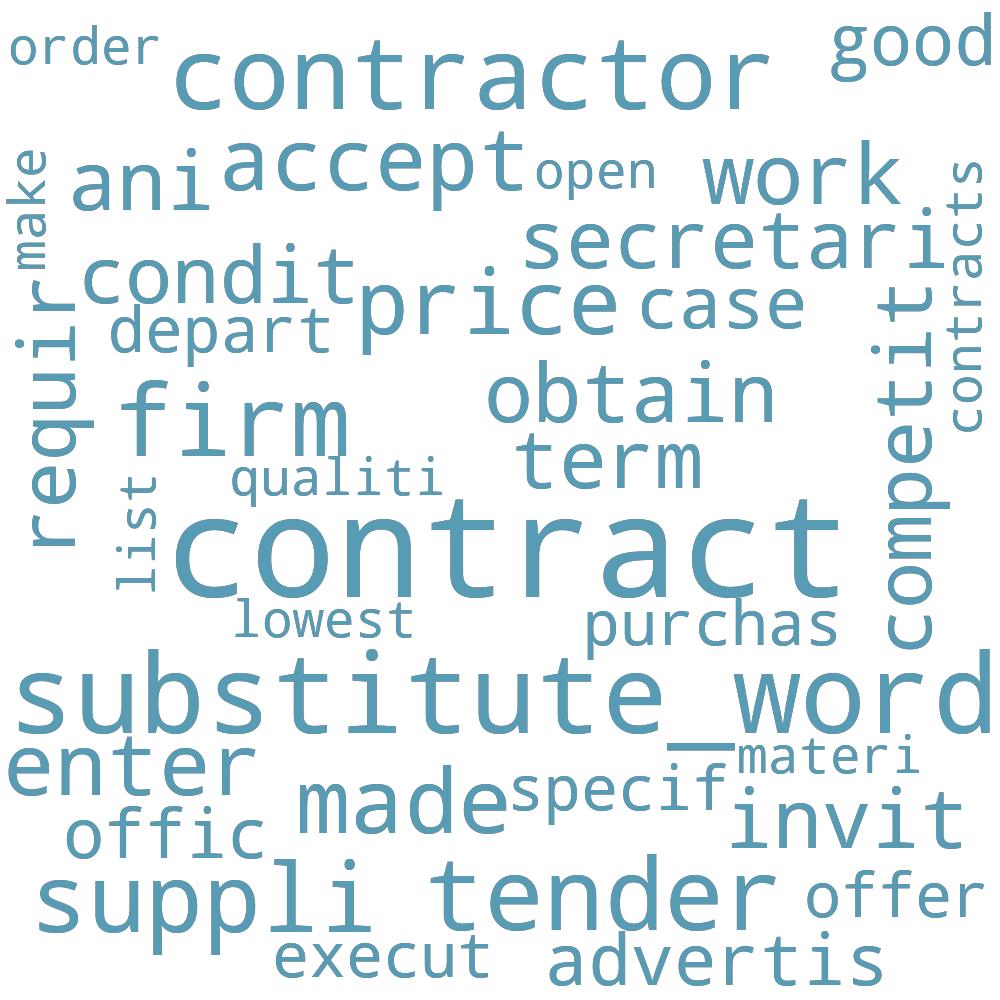 order
contractor
good
make
ani
accept
open
work
contracts
secretari
condit
price
case
depart
requir
competit
firm
obtain
term
qualiti
list
contract
lowest
purchas
substitute_word
enter
materi
made
specif
invit
offic
suppli
tender
offer
execut
advertis